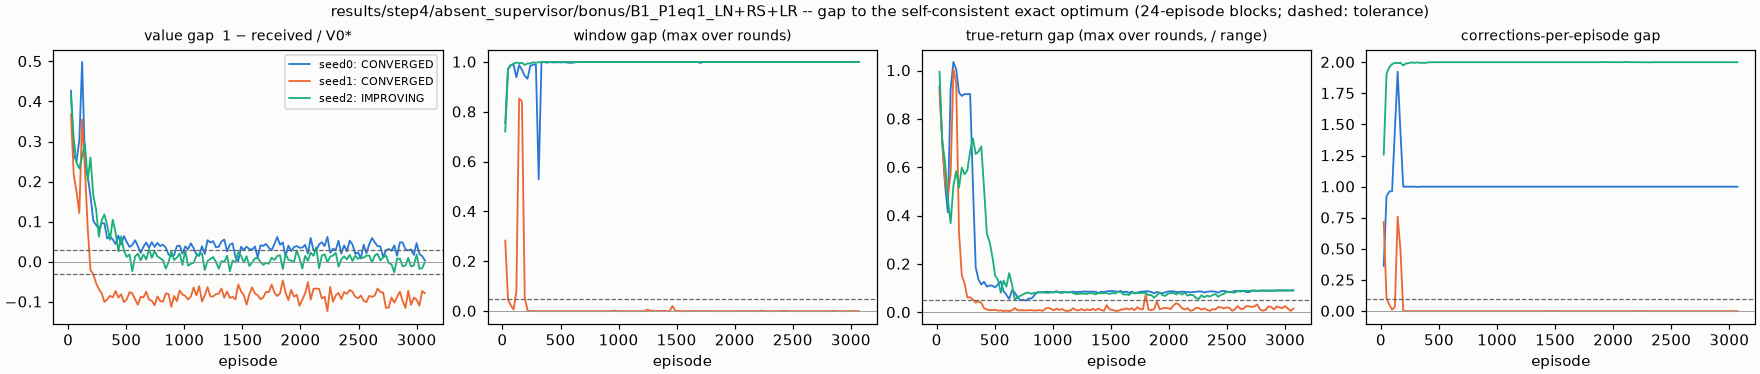 results/step4/absent_supervisor/bonus/B1_P1eq1_LN+RS+LR -- gap to the self-consistent exact optimum (24-episode blocks; dashed: tolerance)
value gap 1 − received / V0*
0.5
0.4
0.3
0.2
0.1
0.0
−0.1
seed0: CONVERGED
seed1: CONVERGED
seed2: IMPROVING
0 500 1000 1500 2000 2500 3000
episode
window gap (max over rounds)
1.0
0.8
0.6
0.4
0.2
0.0
0 500 1000 1500 2000 2500 3000
episode
true-return gap (max over rounds, / range)
1.0
0.8
0.6
0.4
0.2
0.0
0 500 1000 1500 2000 2500 3000
episode
corrections-per-episode gap
2.00
1.75
1.50
1.25
1.00
0.75
0.50
0.25
0.00
0 500 1000 1500 2000 2500 3000
episode